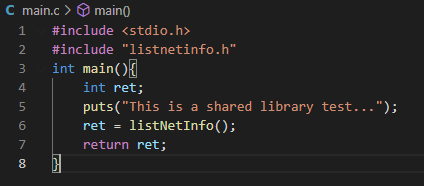 main.c > main()
1 #include <stdio.h>
2 #include "listnetinfo.h"
3 int main(){
4     int ret;
5     puts("This is a shared library test...");
6     ret = listNetInfo();
7     return ret;
8 }